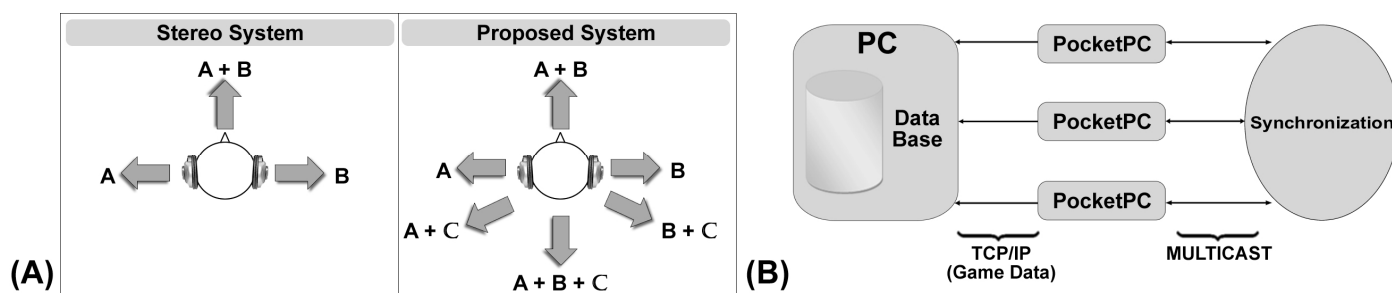 (A)
Stereo System
A + B
A
B
Proposed System
A + B
A
B
A + C
B + C
A + B + C
(B)
PC
Data
Base
PocketPC
PocketPC
PocketPC
Synchronization
TCP/IP
(Game Data)
MULTICAST